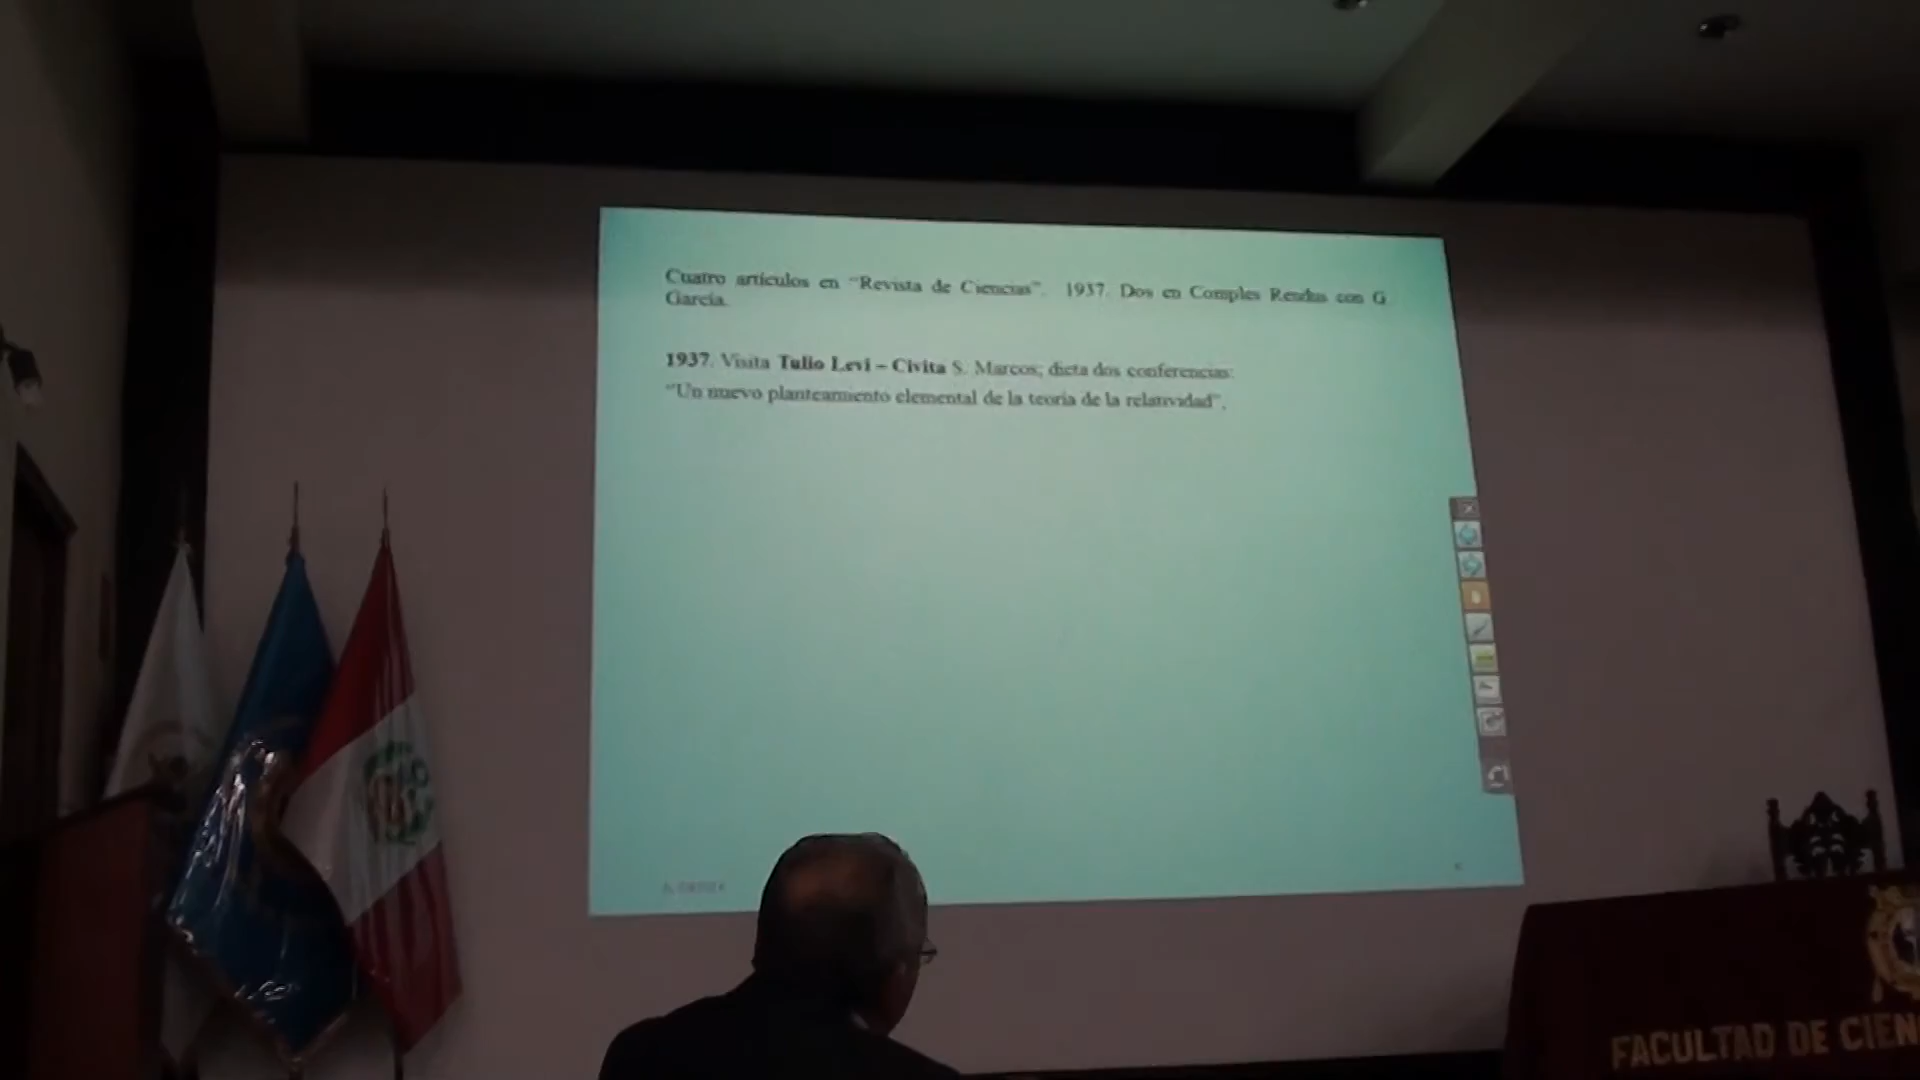 Cuatro artículos en “Revista de Ciencias”. 1937. Dos en Comples Rendus con G
García.
1937. Visita Tulio Levi – Civita S. Marcos; dicta dos conferencias:
“Un nuevo planteamiento elemental de la teoría de la relatividad”,
FACULTAD DE CIEN